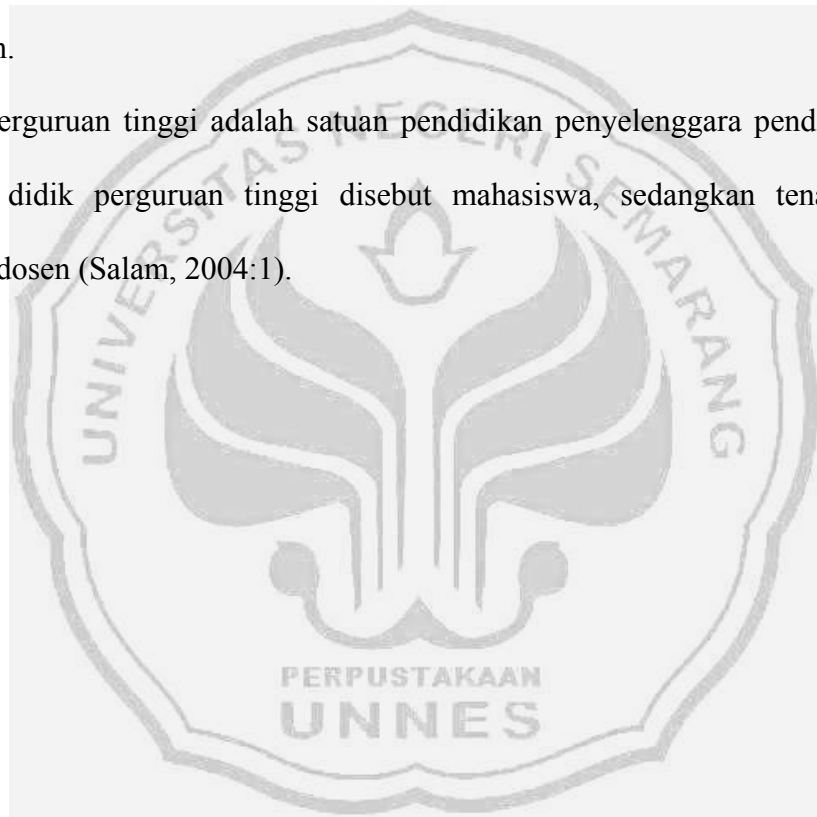 n.
erguruan tinggi adalah satuan pendidikan penyelenggara pend
didik perguruan tinggi disebut mahasiswa, sedangkan tena
dosen (Salam, 2004:1).
UNIVERSITAS NEGERI SEMARANG
PERPUSTAKAAN
UNNES